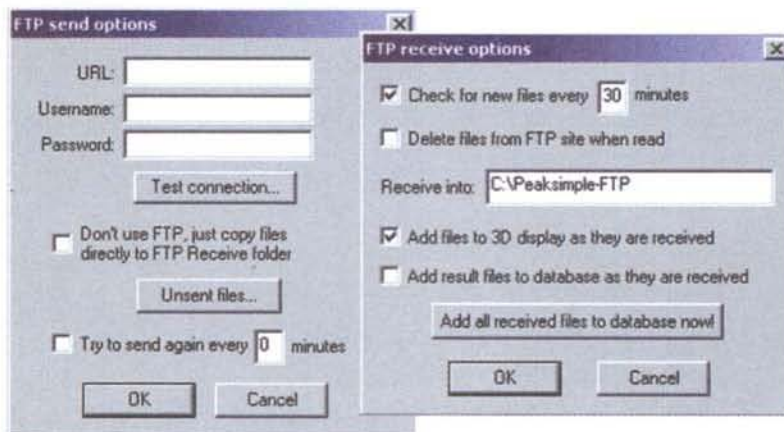 FTP send options
URL:
Username:
Password:
Test connection...
Don't use FTP, just copy files
directly to FTP Receive folder
Unsent files...
Try to send again every 0 minutes
OK Cancel
FTP receive options
Check for new files every 30 minutes
Delete files from FTP site when read
Receive into: C:\Peaksimple-FTP
Add files to 3D display as they are received
Add result files to database as they are received
Add all received files to database now!
OK Cancel